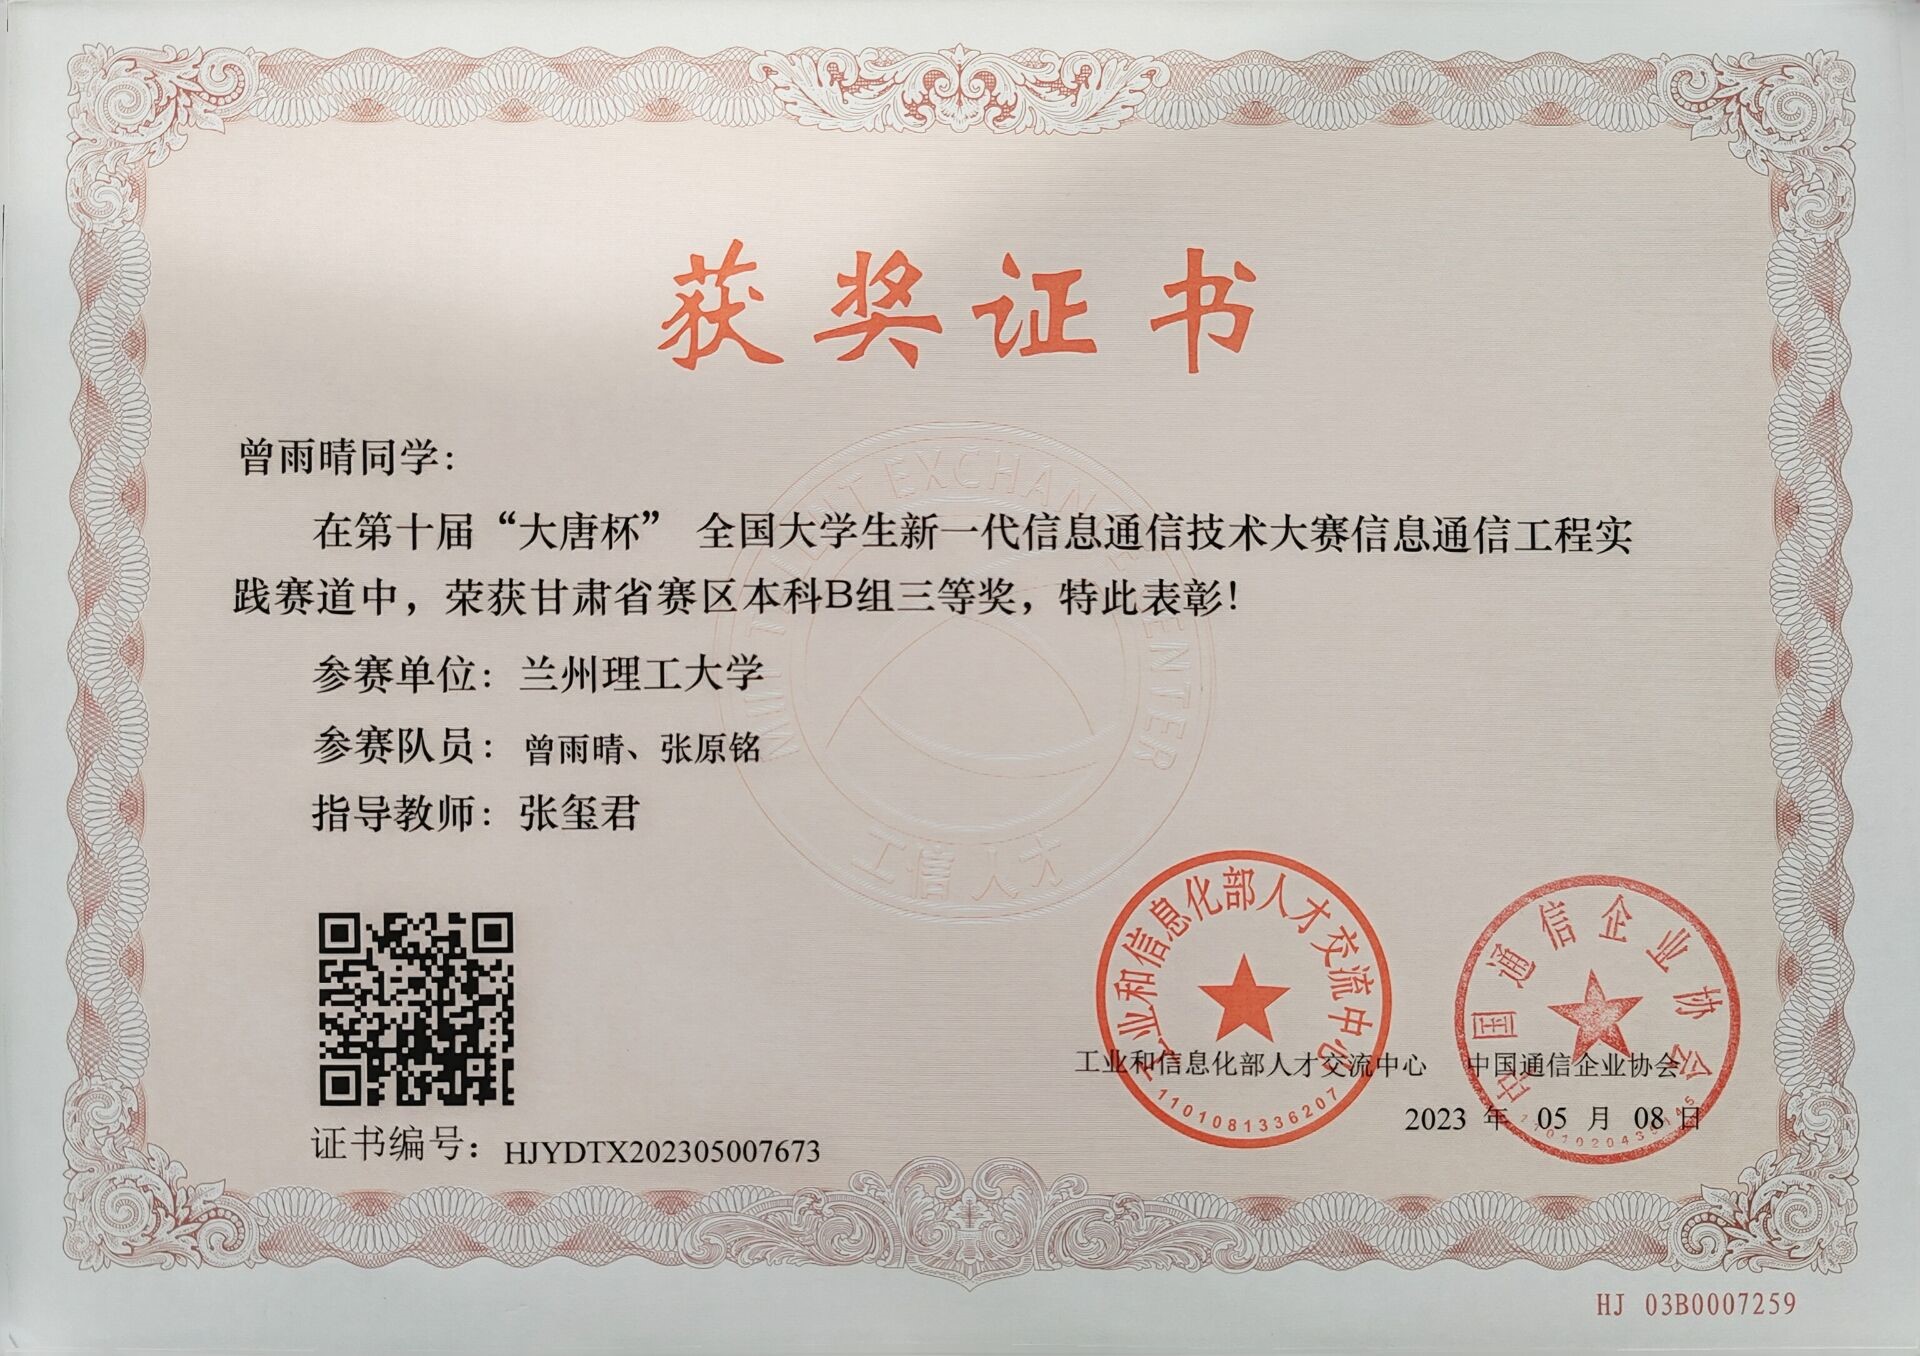 获奖证书
曾雨晴同学：
在第十届“大唐杯” 全国大学生新一代信息通信技术大赛信息通信工程实
践赛道中，荣获甘肃省赛区本科B组三等奖，特此表彰！
参赛单位：兰州理工大学
参赛队员：曾雨晴、张原铭
指导教师：张玺君
MIIT TALENT EXCHANGE CENTER
工信人才
工业和信息化部人才交流中心
1101081336207
中国通信企业协会
工业和信息化部人才交流中心 中国通信企业协会
2023 年 05 月 08 日
证书编号：HJYDTX202305007673
HJ 03B0007259